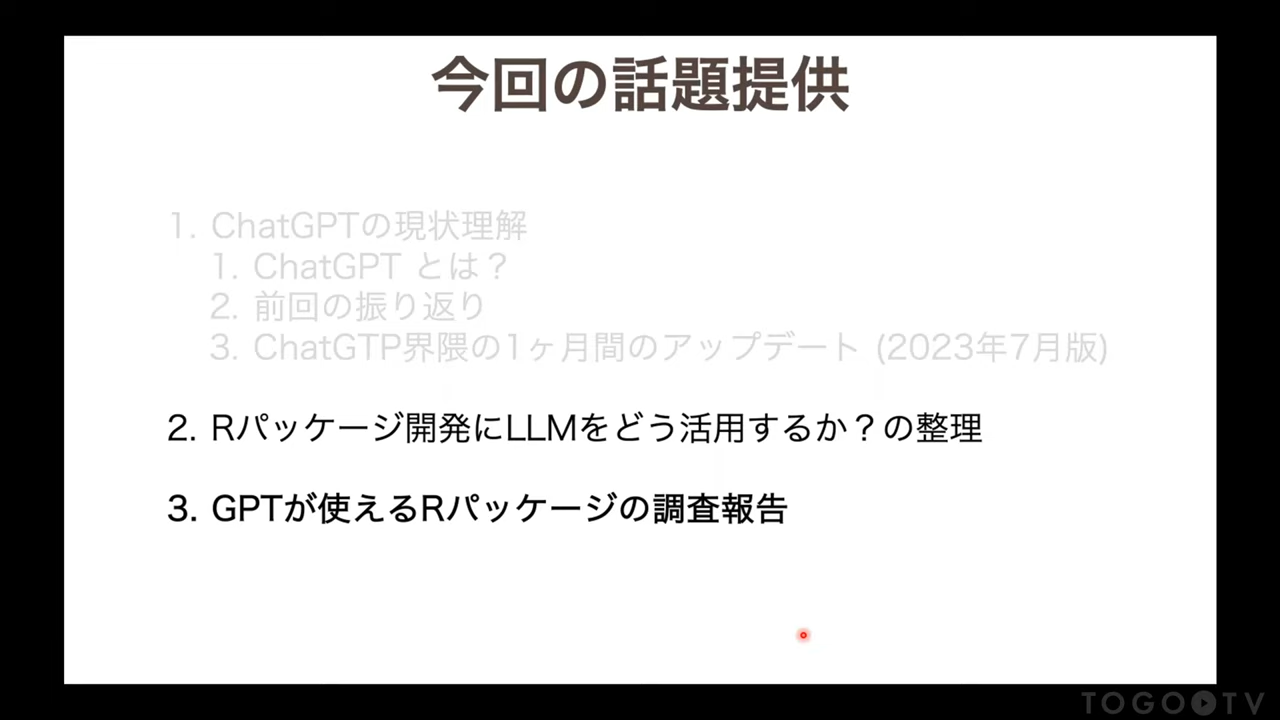 今回の話題提供
1. ChatGPTの現状理解
1. ChatGPT とは？
2. 前回の振り返り
3. ChatGTP界隈の1ヶ月間のアップデート (2023年7月版)
2. Rパッケージ開発にLLMをどう活用するか？の整理
3. GPTが使えるRパッケージの調査報告
TOGO TV